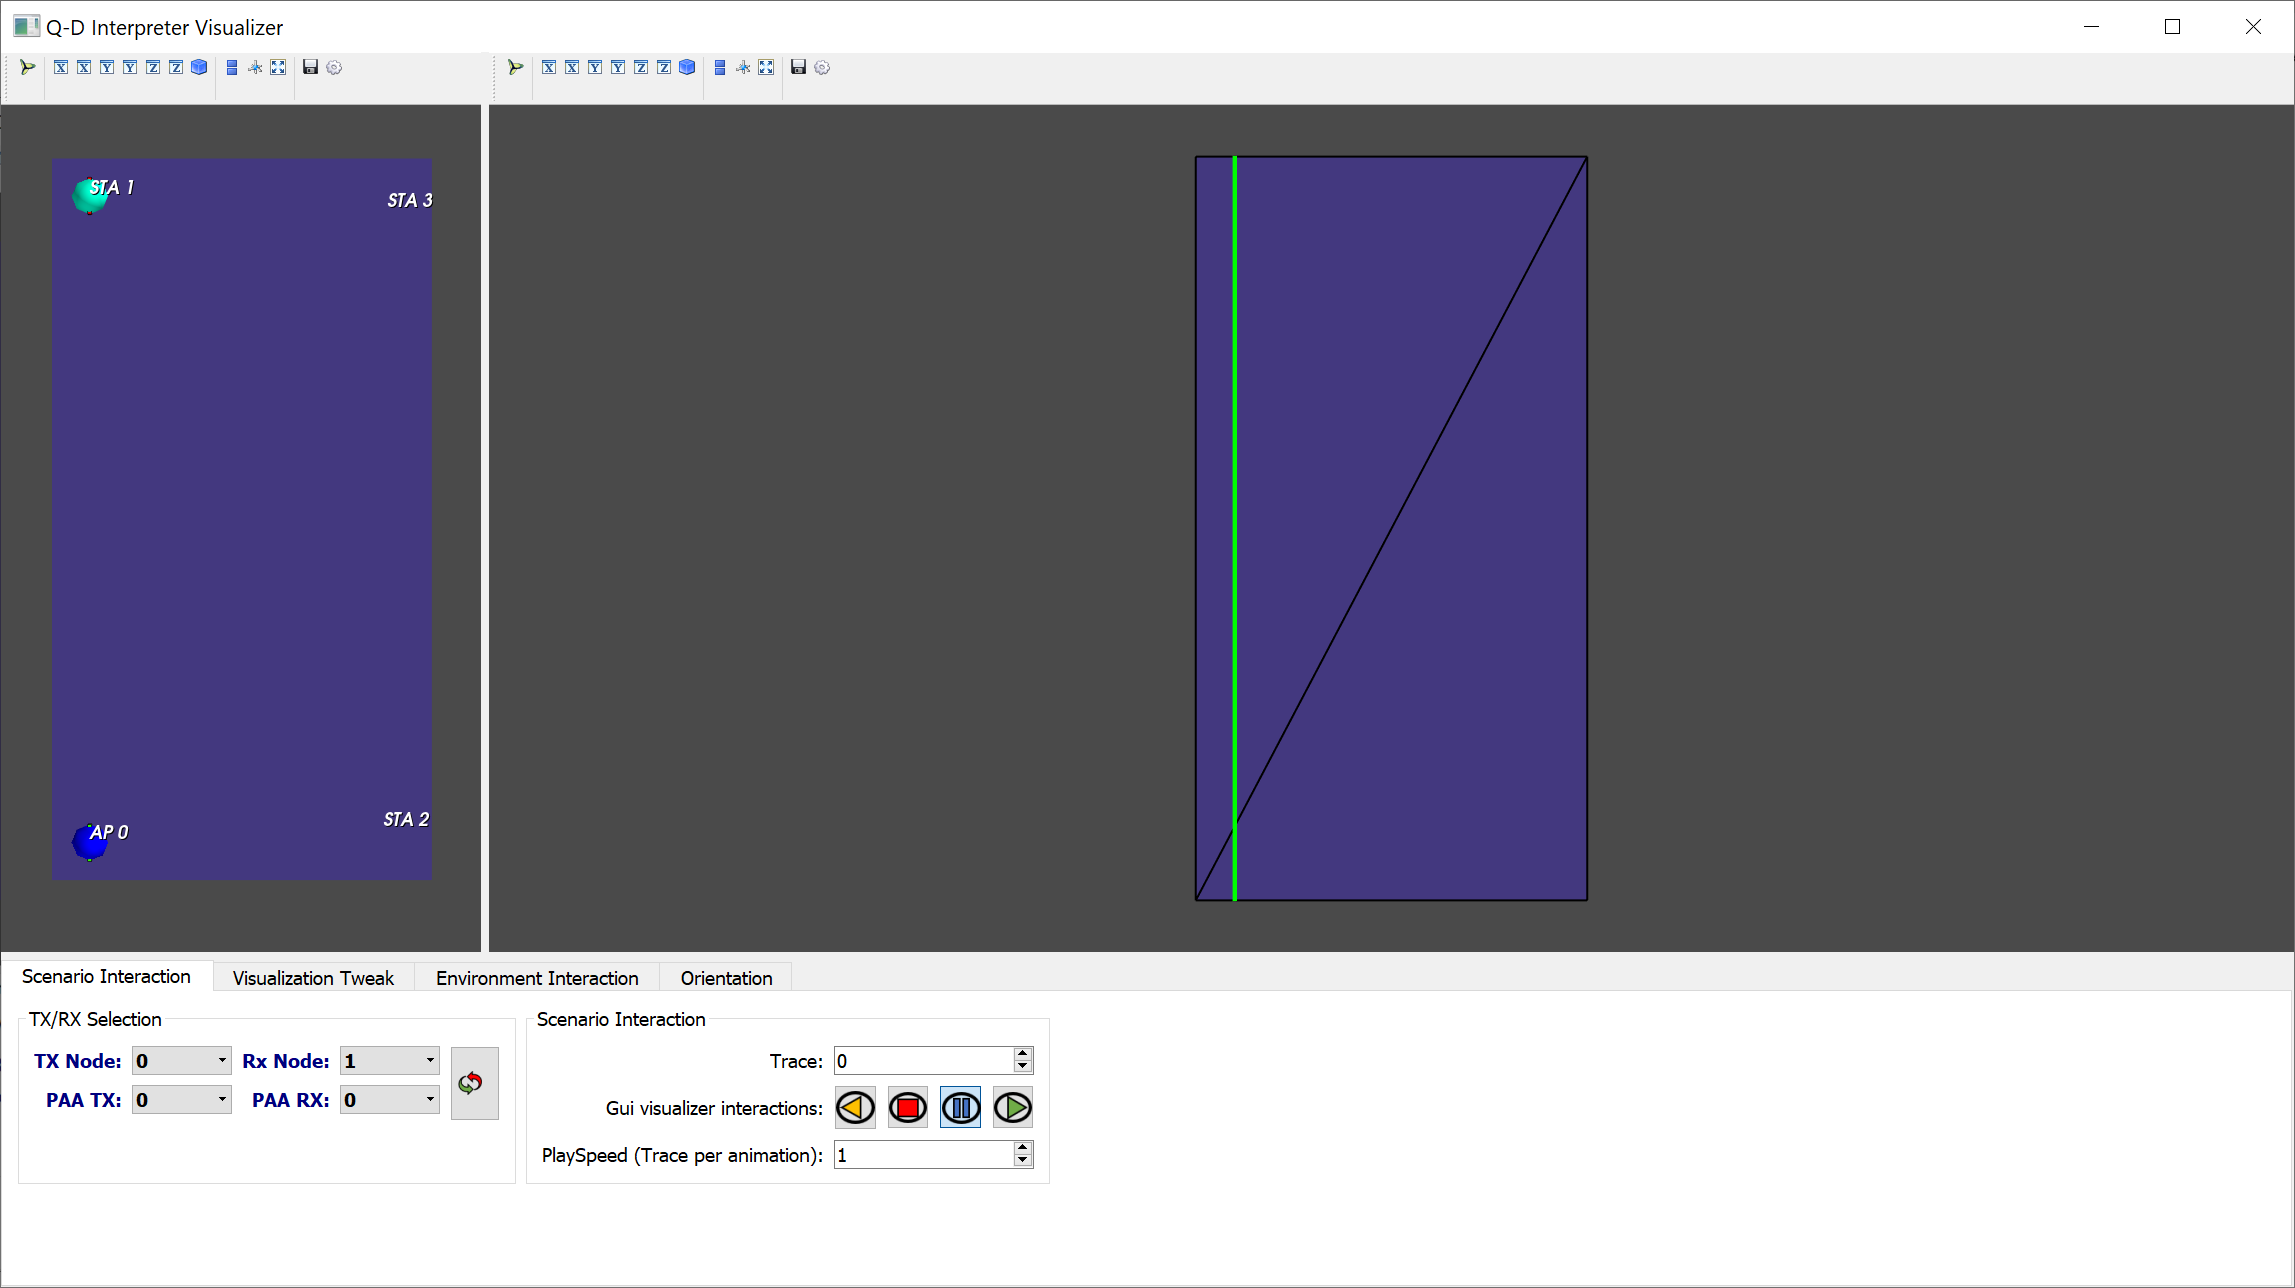 Q-D Interpreter Visualizer
X X Y Y Z Z X X Y Y Z Z
STA 1
STA 3
AP 0
STA 2
Scenario Interaction Visualization Tweak Environment Interaction Orientation
TX/RX Selection
TX Node: 0 Rx Node: 1
PAA TX: 0 PAA RX: 0
Scenario Interaction
Trace: 0
Gui visualizer interactions:
PlaySpeed (Trace per animation): 1